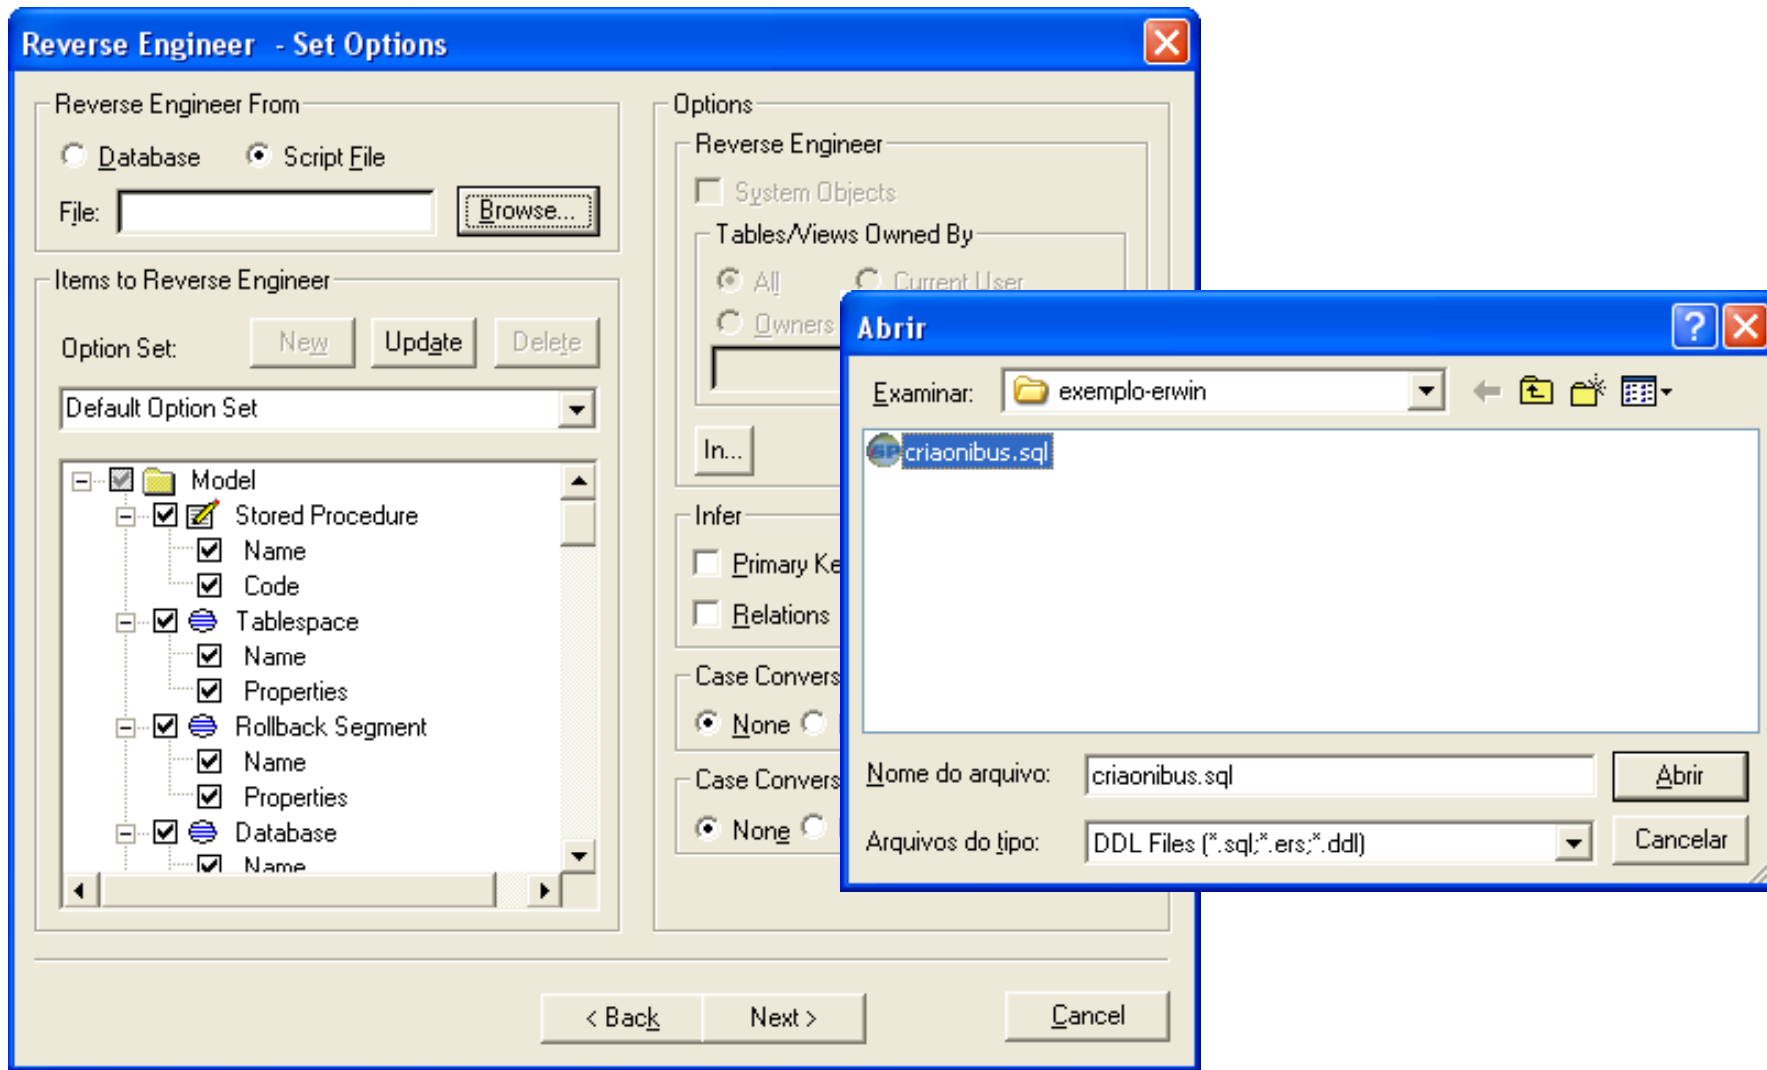 Reverse Engineer - Set Options
Reverse Engineer From
Database
Script File
File:
Browse...
Items to Reverse Engineer
Option Set:
New
Update
Delete
Default Option Set
Model
Stored Procedure
Name
Code
Tablespace
Name
Properties
Rollback Segment
Name
Properties
Database
Name
Options
Reverse Engineer
System Objects
Tables/Views Owned By
All
Current User
Owners
In...
Infer
Primary Ke
Relations
Case Convers
None
Case Convers
None
< Back
Next >
Cancel
Abrir
Examinar:
exemplo-erwin
criaonibus.sql
Nome do arquivo:
criaonibus.sql
Abrir
Arquivos do tipo:
DDL Files (*.sql;*.ers;*.ddl)
Cancelar